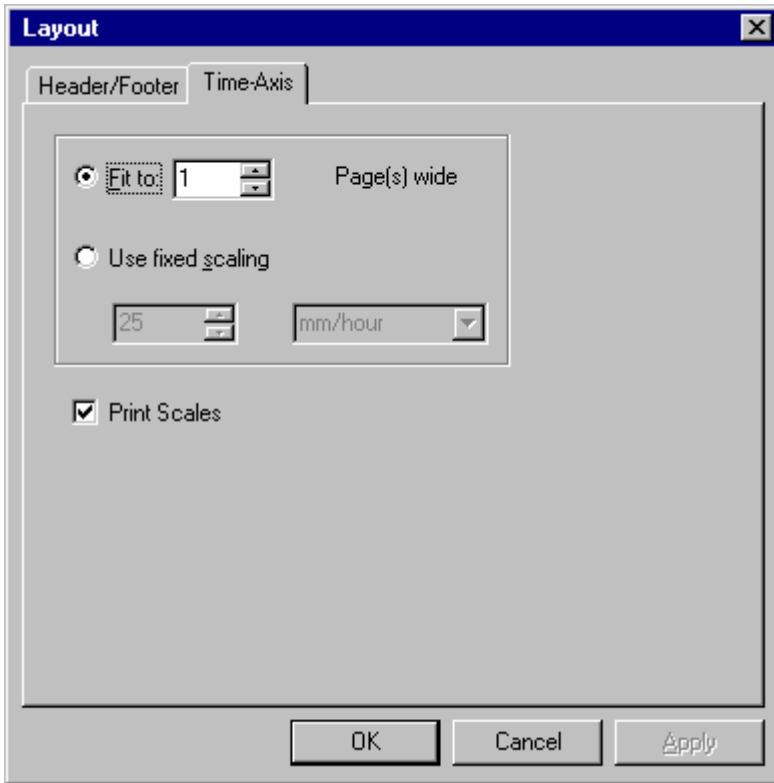 Layout
Header/Footer Time-Axis
Fit to: 1 Page(s) wide
Use fixed scaling
25 mm/hour
Print Scales
OK Cancel Apply